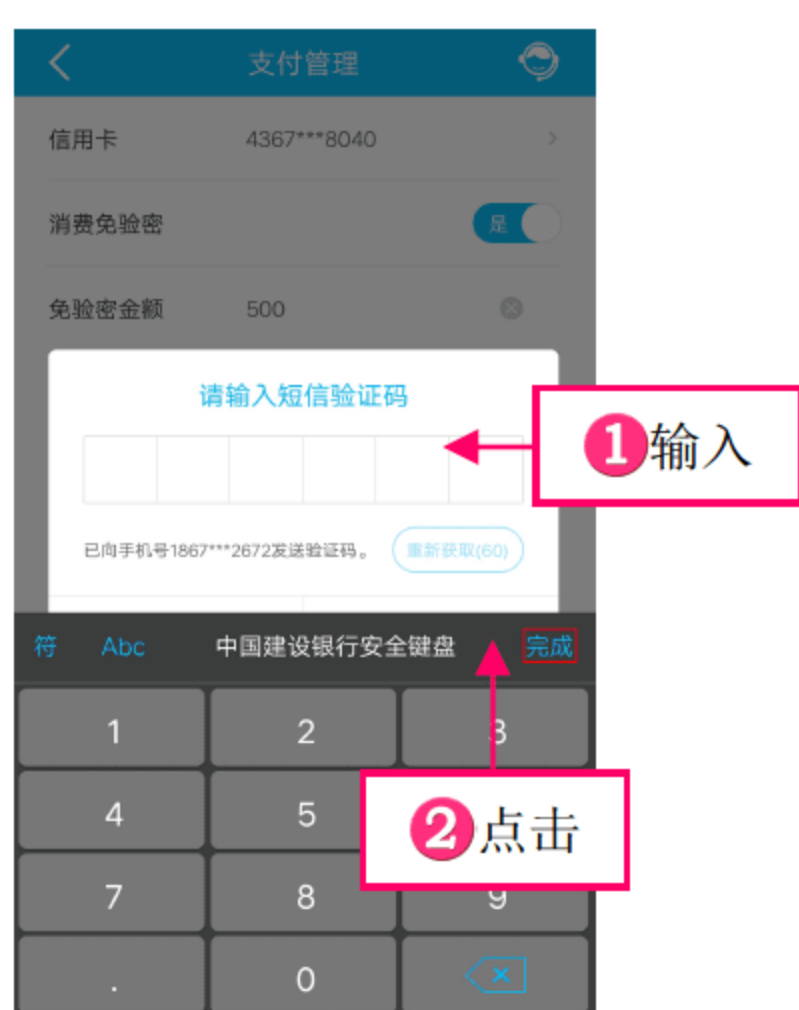 支付管理
信用卡 4367***8040
消费免验密 是
免验密金额 500
请输入短信验证码
1输入
已向手机号1867***2672发送验证码。 重新获取(60)
符 Abc 中国建设银行安全键盘 完成
1 2 3
4 5
2点击
7 8 9
. 0